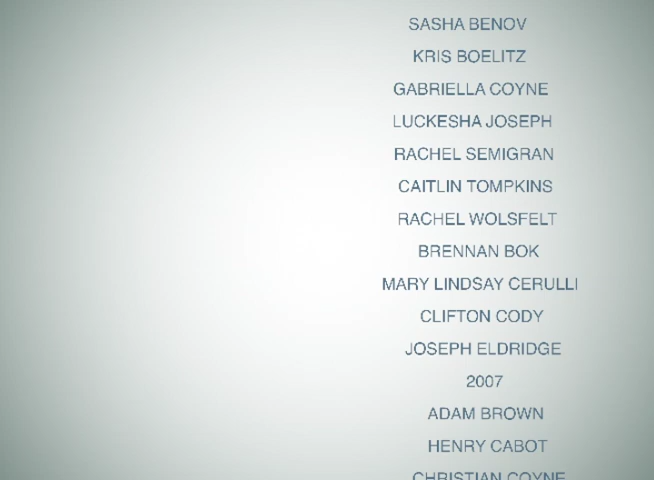 SASHA BENOV
KRIS BOELITZ
GABRIELLA COYNE
LUCKESHA JOSEPH
RACHEL SEMIGRAN
CAITLIN TOMPKINS
RACHEL WOLSFELT
BRENNAN BOK
MARY LINDSAY CERULLI
CLIFTON CODY
JOSEPH ELDRIDGE
2007
ADAM BROWN
HENRY CABOT
CHRISTIAN COYNE